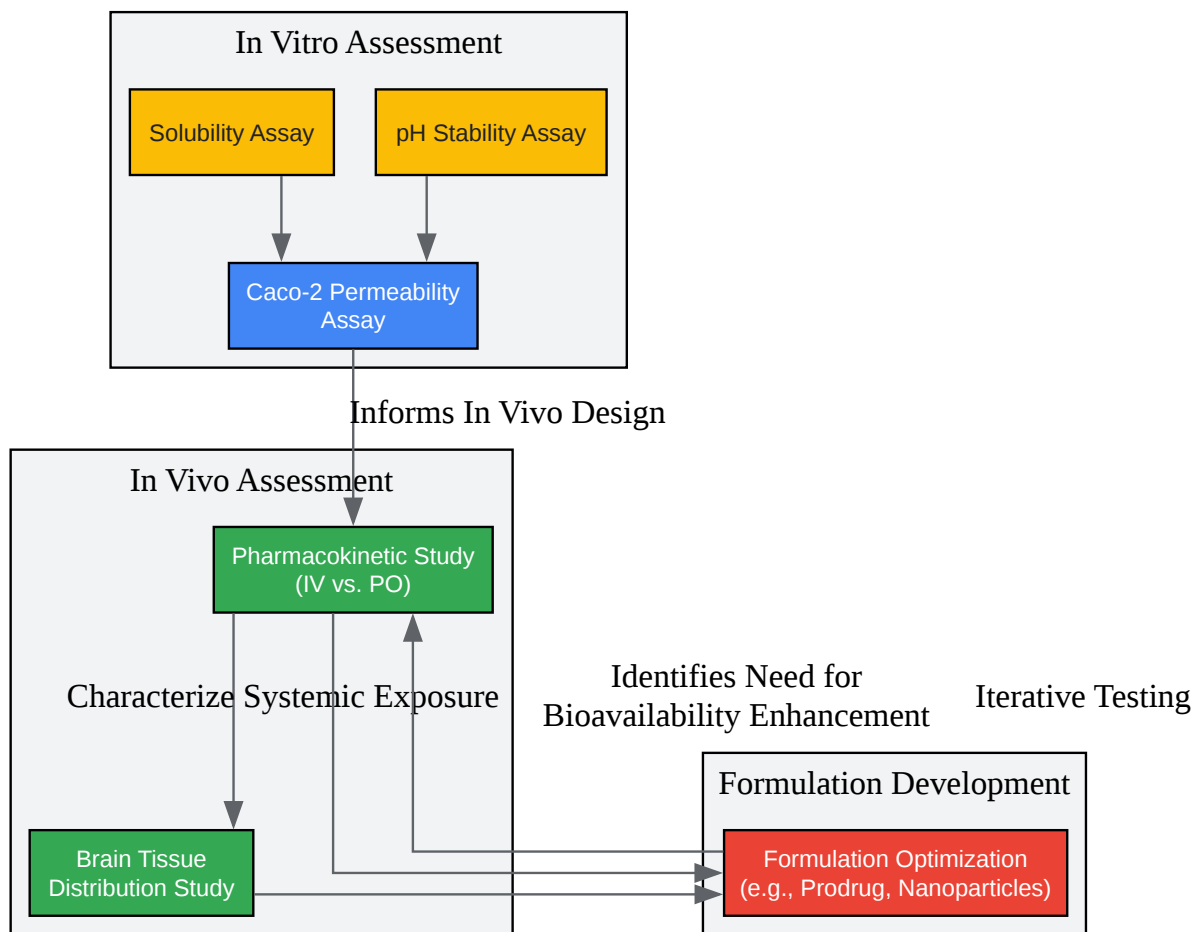 In Vitro Assessment
Solubility Assay
pH Stability Assay
Caco-2 Permeability
Assay
Informs In Vivo Design
In Vivo Assessment
Pharmacokinetic Study
(IV vs. PO)
Characterize Systemic Exposure
Identifies Need for
Bioavailability Enhancement
Iterative Testing
Formulation Development
Brain Tissue
Distribution Study
Formulation Optimization
(e.g., Prodrug, Nanoparticles)